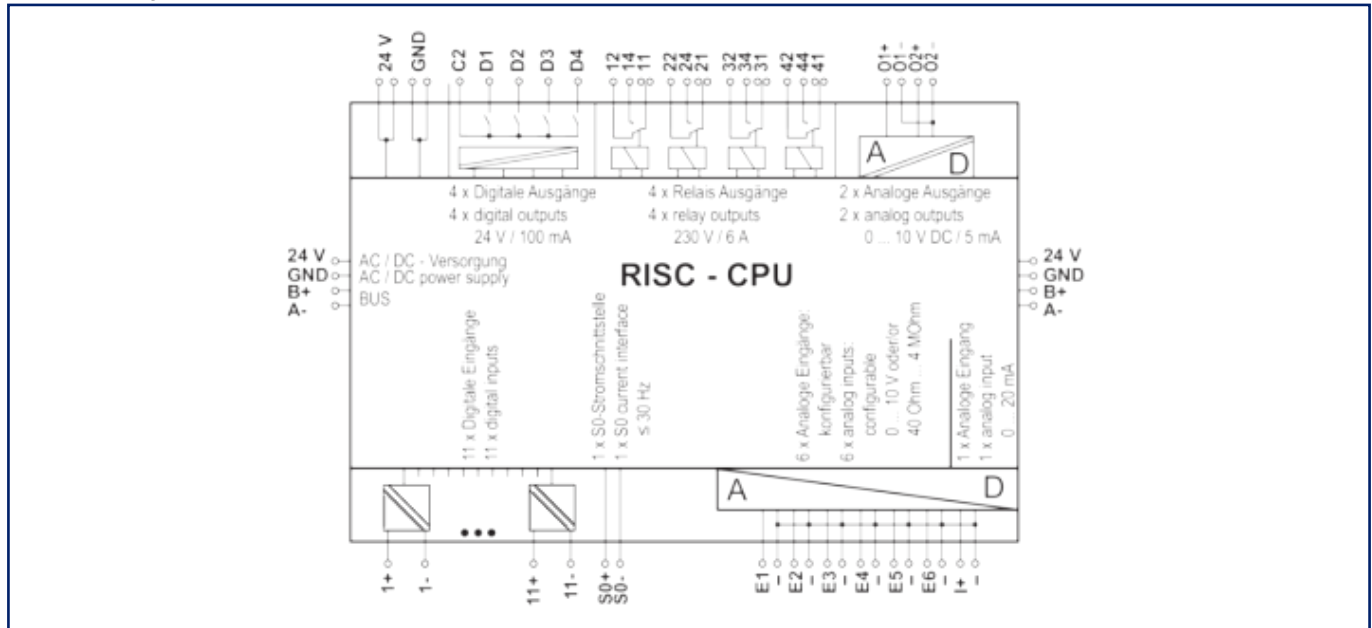 24 V
GND
C2
D1
D2
D3
D4
12
14
11
22
24
21
32
34
31
42
44
41
O1+
O1-
O2+
O2-
A
D
4 x Digitale Ausgänge
4 x digital outputs
24 V / 100 mA
4 x Relais Ausgänge
4 x relay outputs
230 V / 6 A
2 x Analoge Ausgänge
2 x analog outputs
0 ... 10 V DC / 5 mA
24 V
GND
B+
A-
AC / DC - Versorgung
AC / DC power supply
BUS
RISC - CPU
24 V
GND
B+
A-
11 x Digitale Eingänge
11 x digital inputs
1 x S0-Stromschnittstelle
1 x S0 current interface
≤ 30 Hz
6 x Analoge Eingänge:
konfigurierbar
6 x analog inputs:
configurable
0 ... 10 V oder/or
40 Ohm ... 4 MOhm
1 x Analoge Eingang
1 x analog input
0 ... 20 mA
A
D
1+
1-
11+
11-
S0+
S0-
E1
-
E2
-
E3
-
E4
-
E5
-
E6
-
I+
-